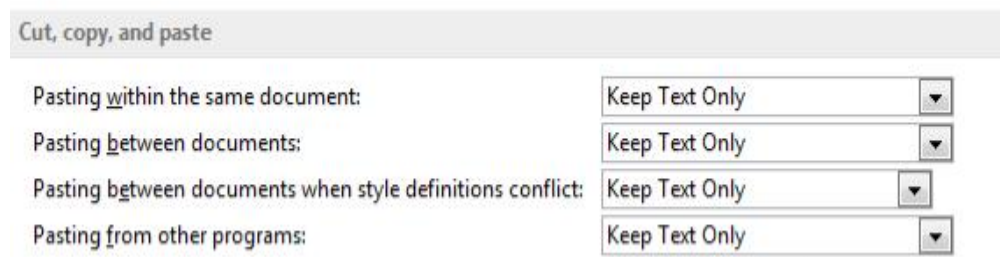 Cut, copy, and paste
Pasting within the same document: Keep Text Only
Pasting between documents: Keep Text Only
Pasting between documents when style definitions conflict: Keep Text Only
Pasting from other programs: Keep Text Only